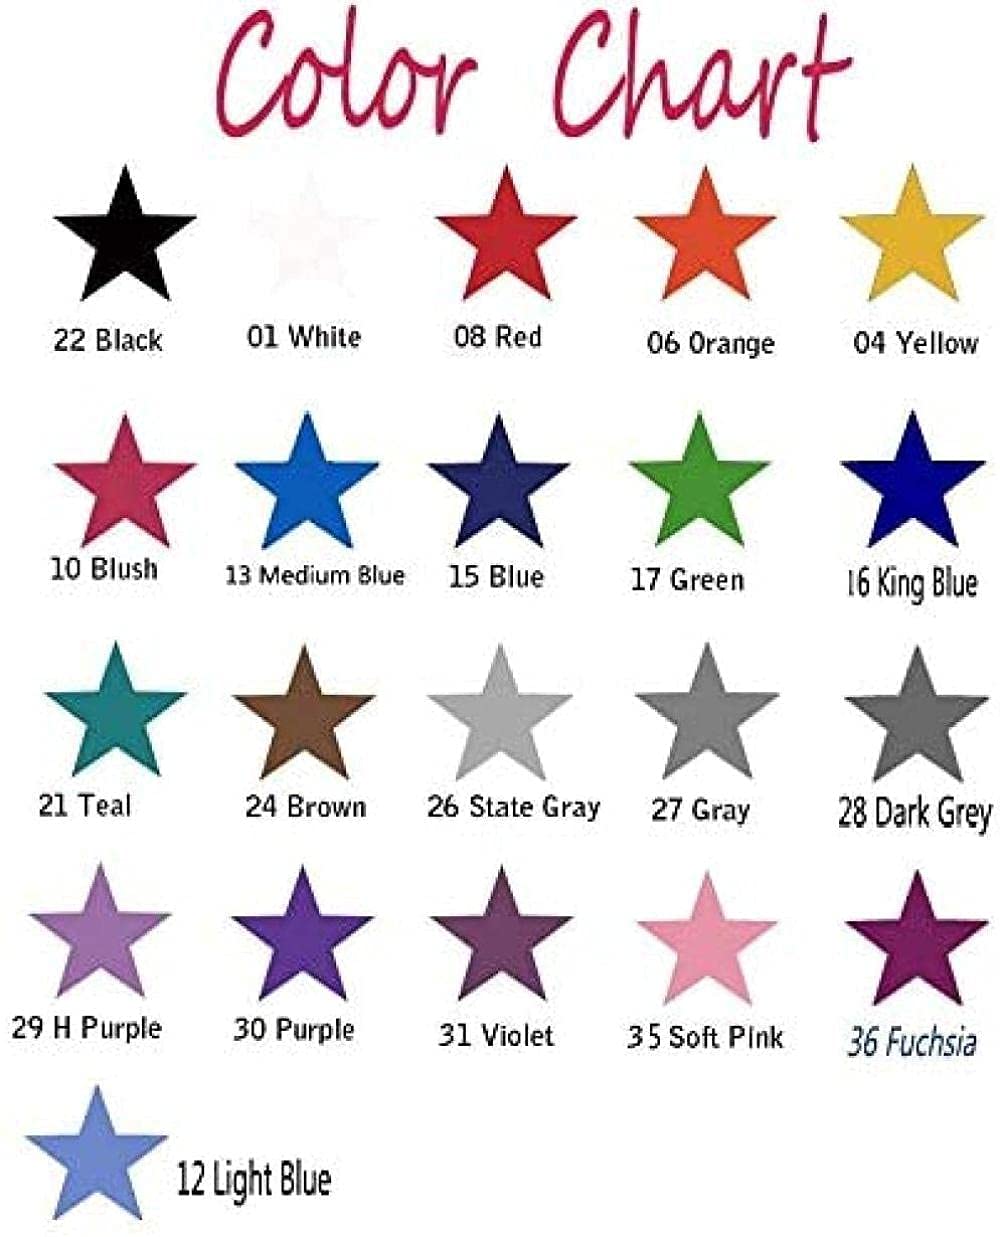 Color Chart
22 Black
01 White
08 Red
06 Orange
04 Yellow
10 Blush
13 Medium Blue
15 Blue
17 Green
16 King Blue
21 Teal
24 Brown
26 State Gray
27 Gray
28 Dark Grey
29 H Purple
30 Purple
31 Violet
35 Soft Pink
36 Fuchsia
12 Light Blue